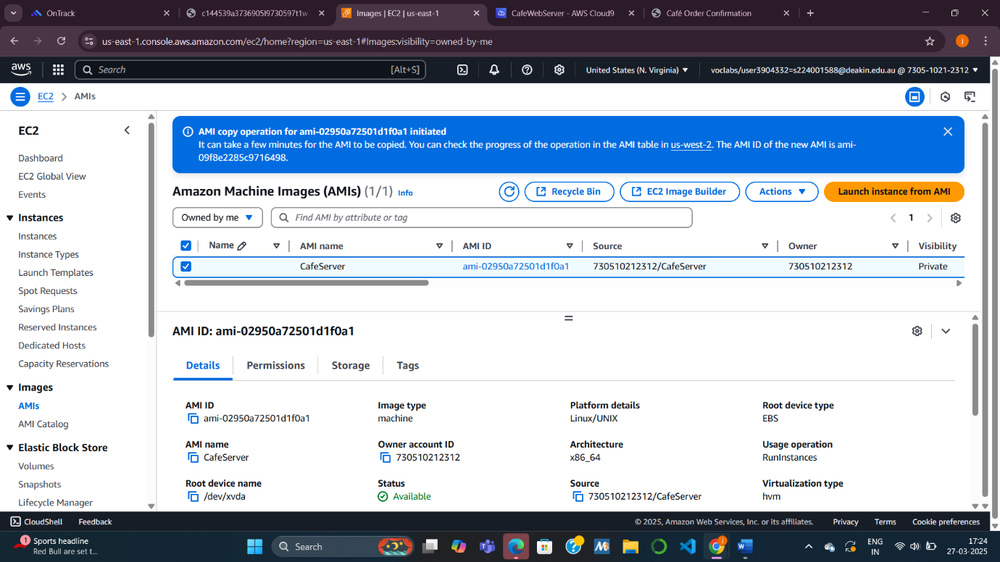 OnTrack
c144539a3736905I9730597t1w
Images | EC2 | us-east-1
CafeWebServer - AWS Cloud9
Café Order Confirmation
us-east-1.console.aws.amazon.com/ec2/home?region=us-east-1#Images:visibility=owned-by-me
j
aws
Search
[Alt+S]
United States (N. Virginia)
voclabs/user3904332=s224001588@deakin.edu.au @ 7305-1021-2312
EC2
AMIs
EC2
Dashboard
EC2 Global View
Events
Instances
Instances
Instance Types
Launch Templates
Spot Requests
Savings Plans
Reserved Instances
Dedicated Hosts
Capacity Reservations
Images
AMIs
AMI Catalog
Elastic Block Store
Volumes
Snapshots
Lifecycle Manager
AMI copy operation for ami-02950a72501d1f0a1 initiated
It can take a few minutes for the AMI to be copied. You can check the progress of the operation in the AMI table in us-west-2. The AMI ID of the new AMI is ami-
09f8e2285c9716498.
Amazon Machine Images (AMIs) (1/1) Info
Recycle Bin
EC2 Image Builder
Actions
Launch instance from AMI
Owned by me
Find AMI by attribute or tag
1
Name
AMI name
AMI ID
Source
Owner
Visibility
CafeServer
ami-02950a72501d1f0a1
730510212312/CafeServer
730510212312
Private
AMI ID: ami-02950a72501d1f0a1
Details
Permissions
Storage
Tags
AMI ID
ami-02950a72501d1f0a1
Image type
machine
Platform details
Linux/UNIX
Root device type
EBS
AMI name
CafeServer
Owner account ID
730510212312
Architecture
x86_64
Usage operation
RunInstances
Root device name
/dev/xvda
Status
Available
Source
730510212312/CafeServer
Virtualization type
hvm
CloudShell
Feedback
© 2025, Amazon Web Services, Inc. or its affiliates.
Privacy
Terms
Cookie preferences
1
Sports headline
Red Bull are set t...
Search
ENG
IN
17:24
27-03-2025